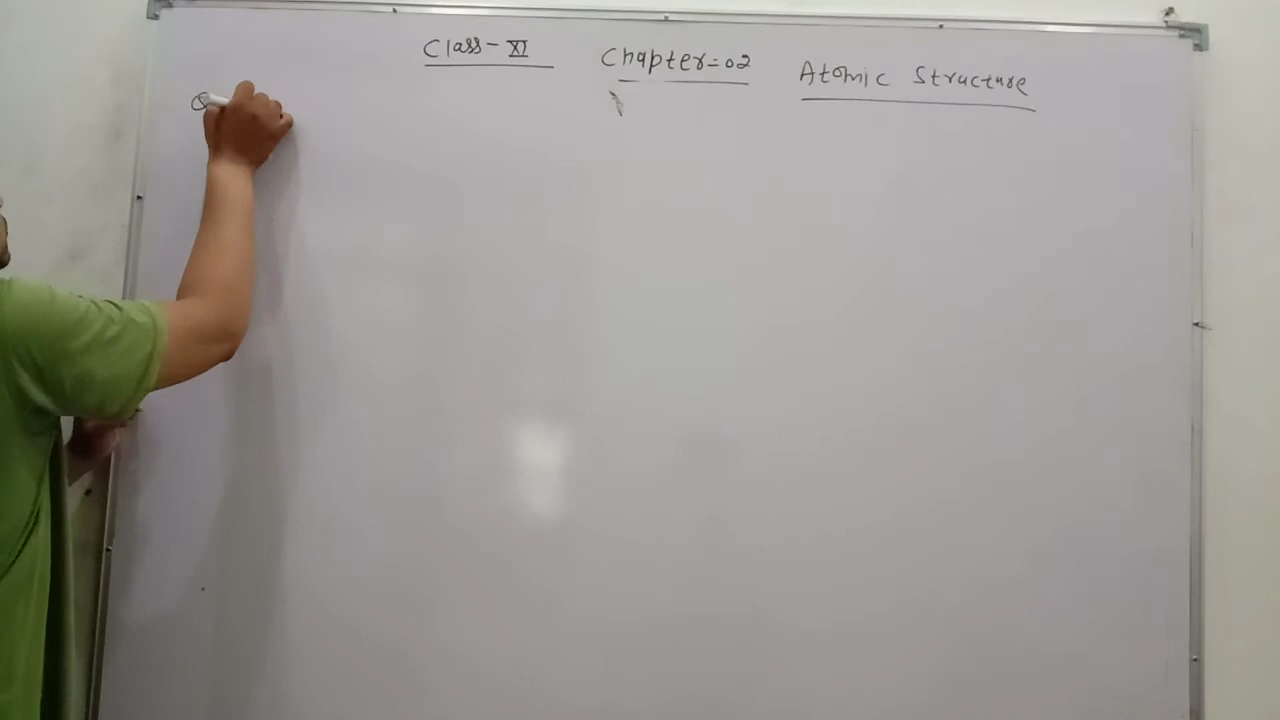 Class - XI Chapter = 02 Atomic Structure